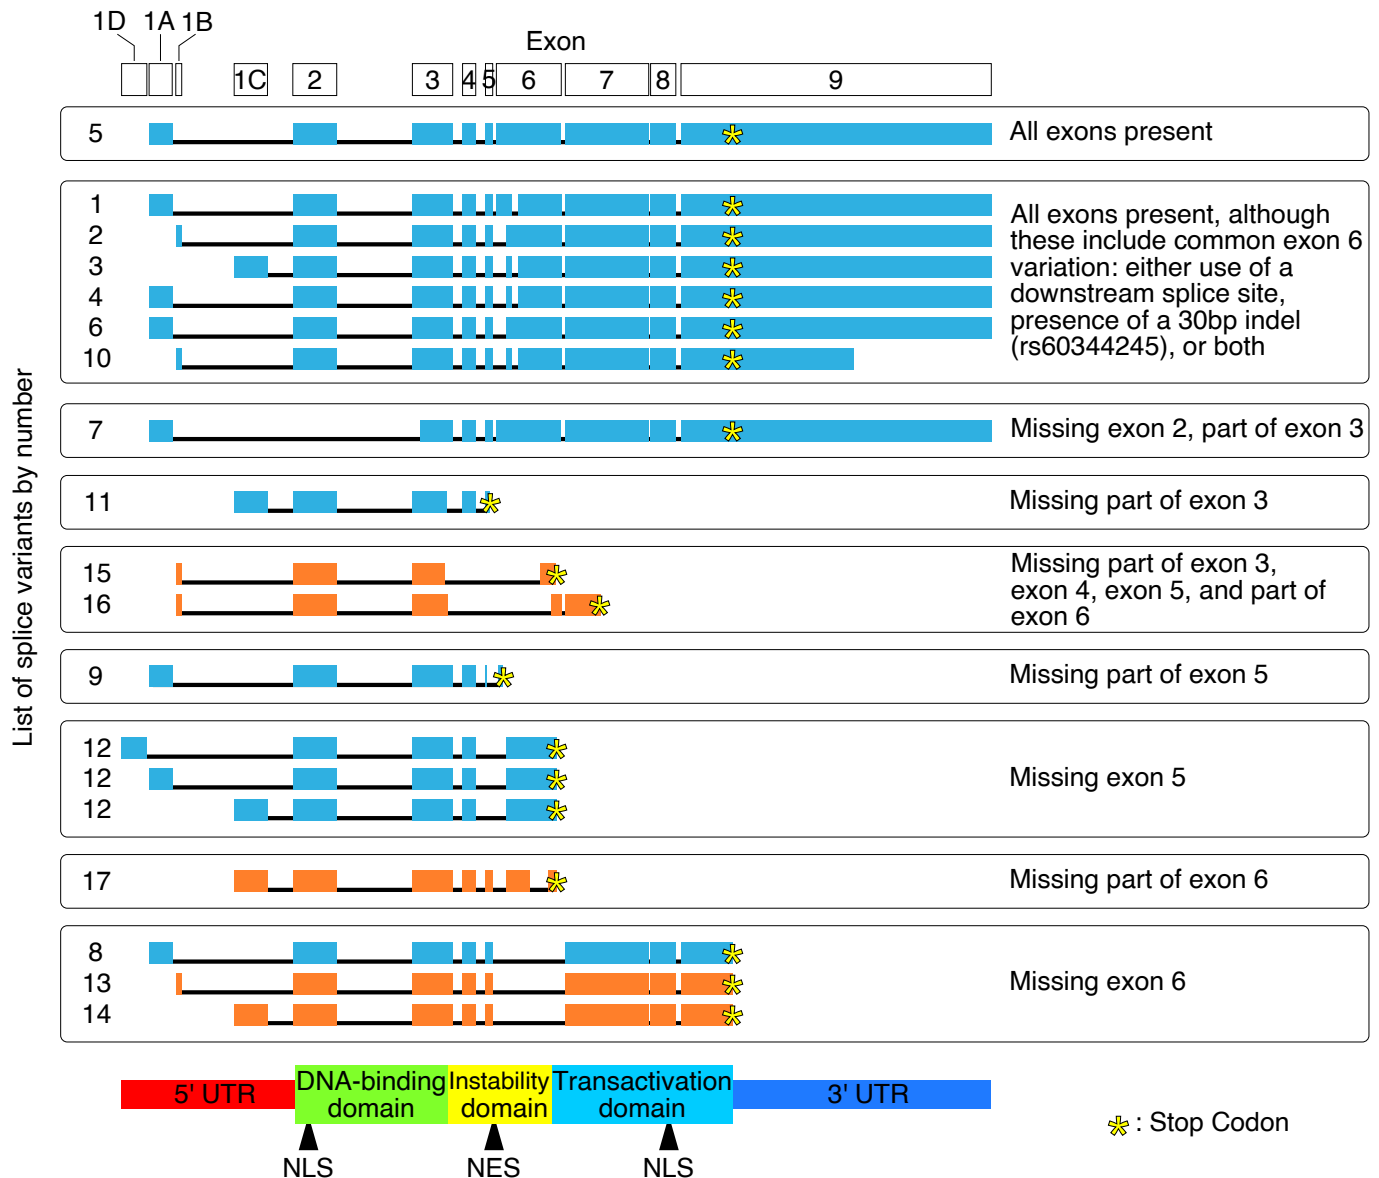 1D 1A 1B
Exon
1C 2 3 4 5 6 7 8 9
List of splice variants by number
5 All exons present
1
2
3
4
6
10
All exons present, although
these include common exon 6
variation: either use of a
downstream splice site,
presence of a 30bp indel
(rs60344245), or both
7 Missing exon 2, part of exon 3
11 Missing part of exon 3
15
16
Missing part of exon 3,
exon 4, exon 5, and part of
exon 6
9 Missing part of exon 5
12
12
12
Missing exon 5
17 Missing part of exon 6
8
13
14
Missing exon 6
5' UTR
DNA-binding
domain
Instability
domain
Transactivation
domain
3' UTR
NLS NES NLS
: Stop Codon